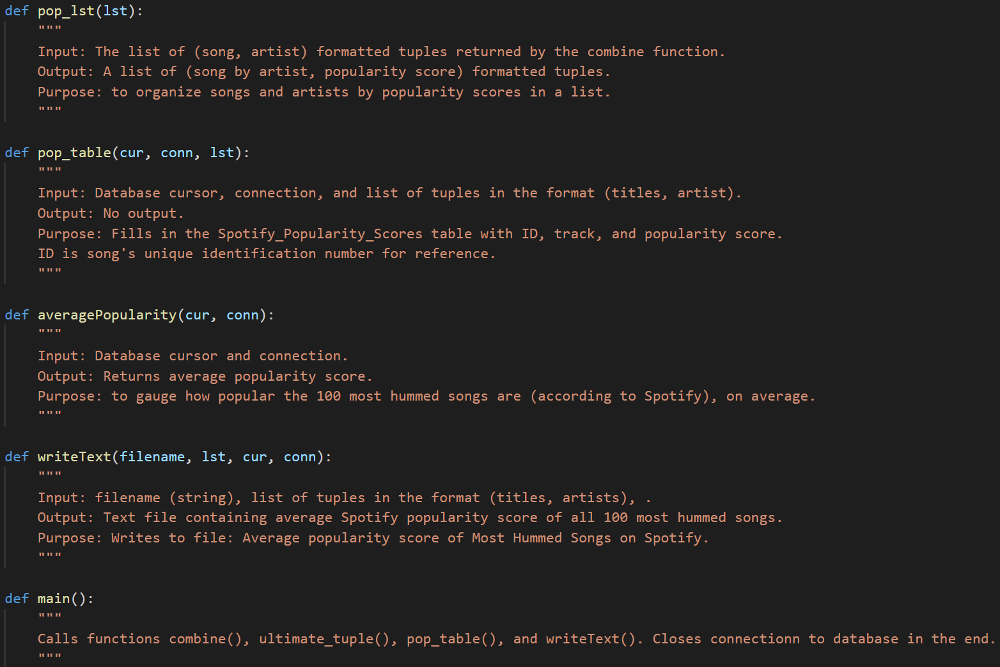 def pop_lst(lst):
"""
Input: The list of (song, artist) formatted tuples returned by the combine function.
Output: A list of (song by artist, popularity score) formatted tuples.
Purpose: to organize songs and artists by popularity scores in a list.
"""
def pop_table(cur, conn, lst):
"""
Input: Database cursor, connection, and list of tuples in the format (titles, artist).
Output: No output.
Purpose: Fills in the Spotify_Popularity_Scores table with ID, track, and popularity score.
ID is song's unique identification number for reference.
"""
def averagePopularity(cur, conn):
"""
Input: Database cursor and connection.
Output: Returns average popularity score.
Purpose: to gauge how popular the 100 most hummed songs are (according to Spotify), on average.
"""
def writeText(filename, lst, cur, conn):
"""
Input: filename (string), list of tuples in the format (titles, artists), .
Output: Text file containing average Spotify popularity score of all 100 most hummed songs.
Purpose: Writes to file: Average popularity score of Most Hummed Songs on Spotify.
"""
def main():
"""
Calls functions combine(), ultimate_tuple(), pop_table(), and writeText(). Closes connectionn to database in the end.
"""